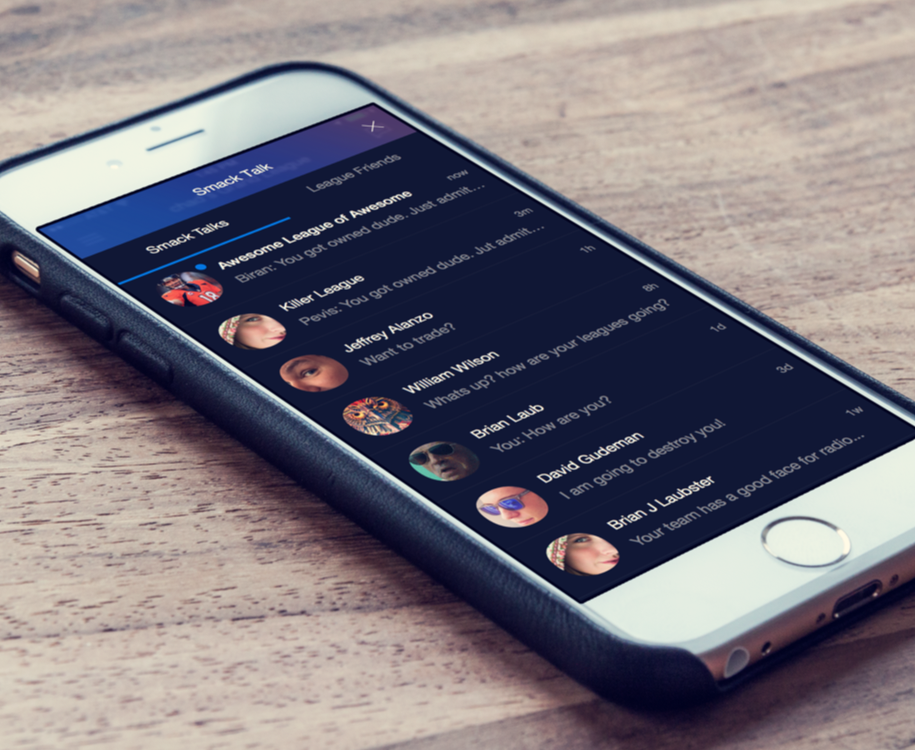 Smack Talk
Smack Talks
League Friends
Awesome League of Awesome
now
Biran: You got owned dude. Just admit....
Killer League
3m
Pevis: You got owned dude. Jut admit....
Jeffrey Alanzo
1h
Want to trade?
William Wilson
8h
Whats up? how are your leagues going?
Brian Laub
1d
You: How are you?
David Gudeman
3d
I am going to destroy you!
Brian J Laubster
1w
Your team has a good face for radio...
18